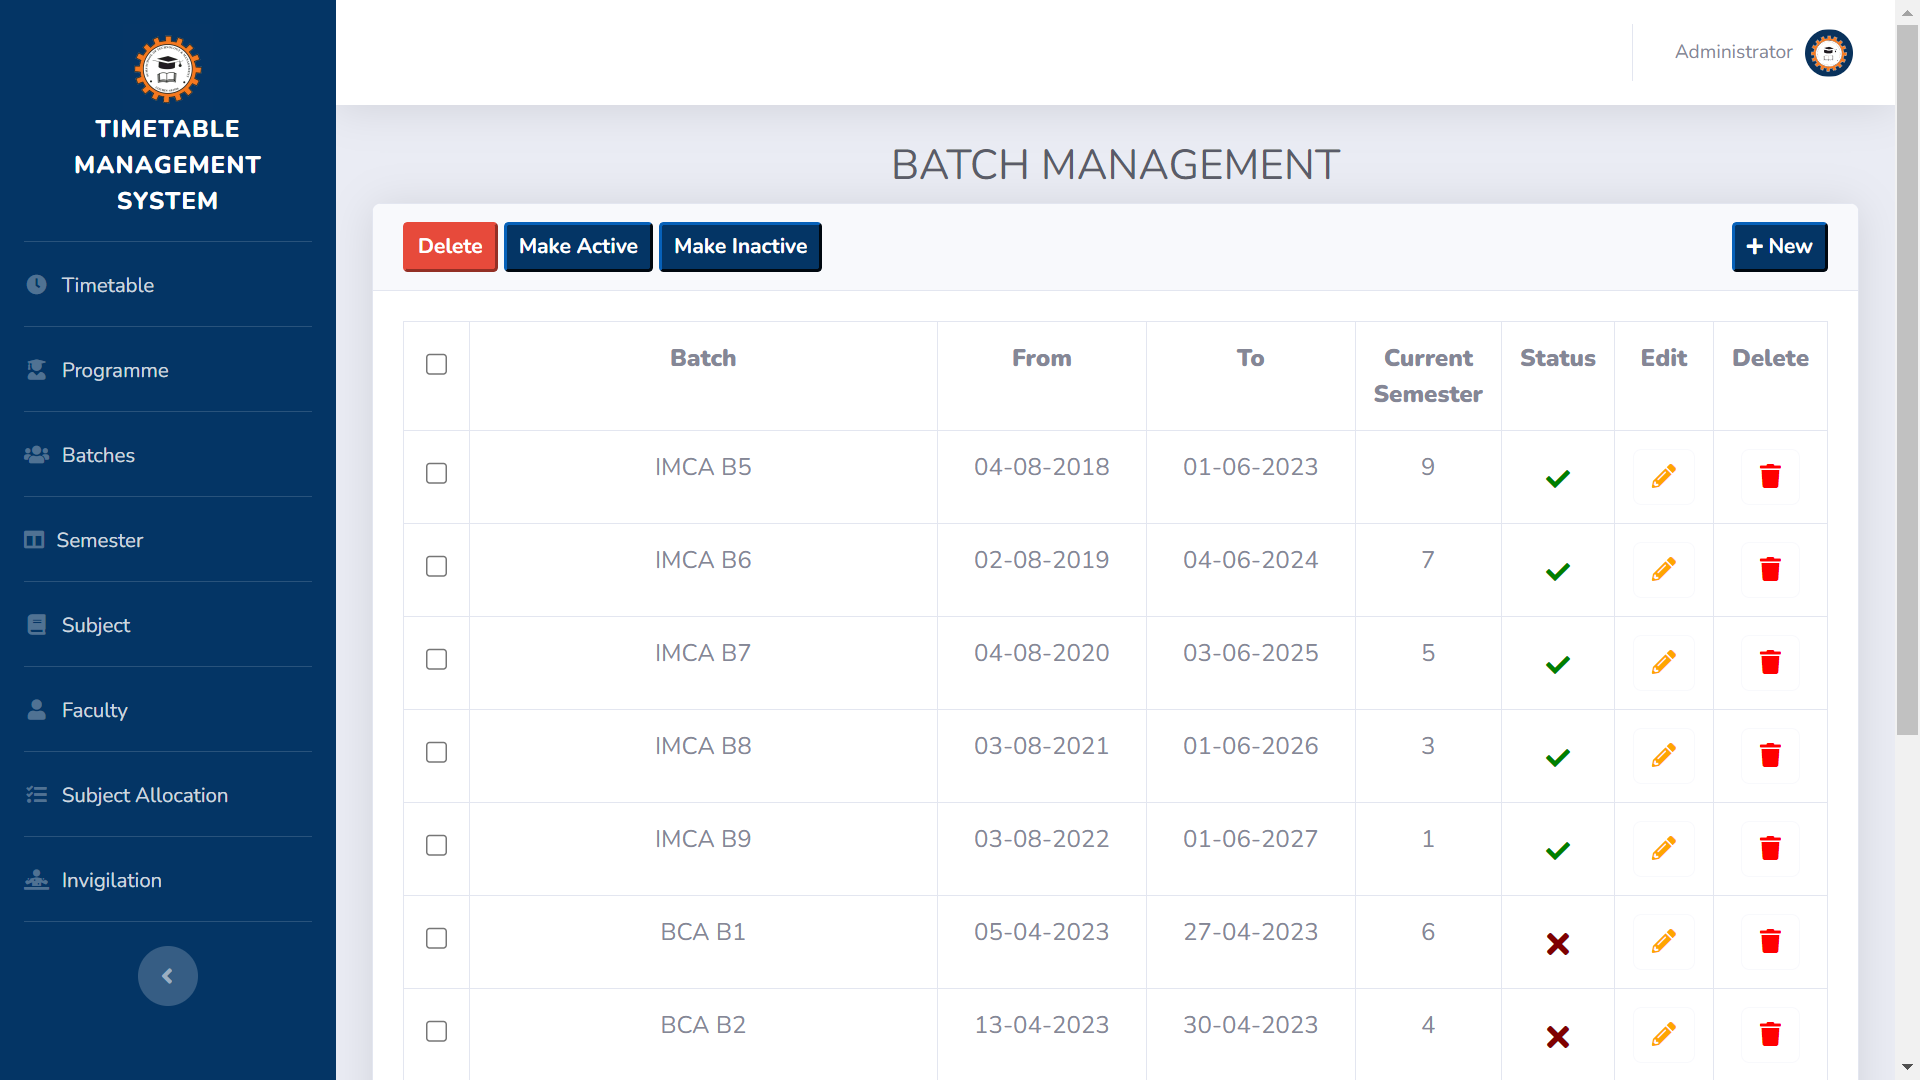 TIMETABLE
MANAGEMENT
SYSTEM
Timetable
Programme
Batches
Semester
Subject
Faculty
Subject Allocation
Invigilation
Administrator
BATCH MANAGEMENT
Delete Make Active Make Inactive + New
Batch From To Current Semester Status Edit Delete
IMCA B5 04-08-2018 01-06-2023 9
IMCA B6 02-08-2019 04-06-2024 7
IMCA B7 04-08-2020 03-06-2025 5
IMCA B8 03-08-2021 01-06-2026 3
IMCA B9 03-08-2022 01-06-2027 1
BCA B1 05-04-2023 27-04-2023 6
BCA B2 13-04-2023 30-04-2023 4